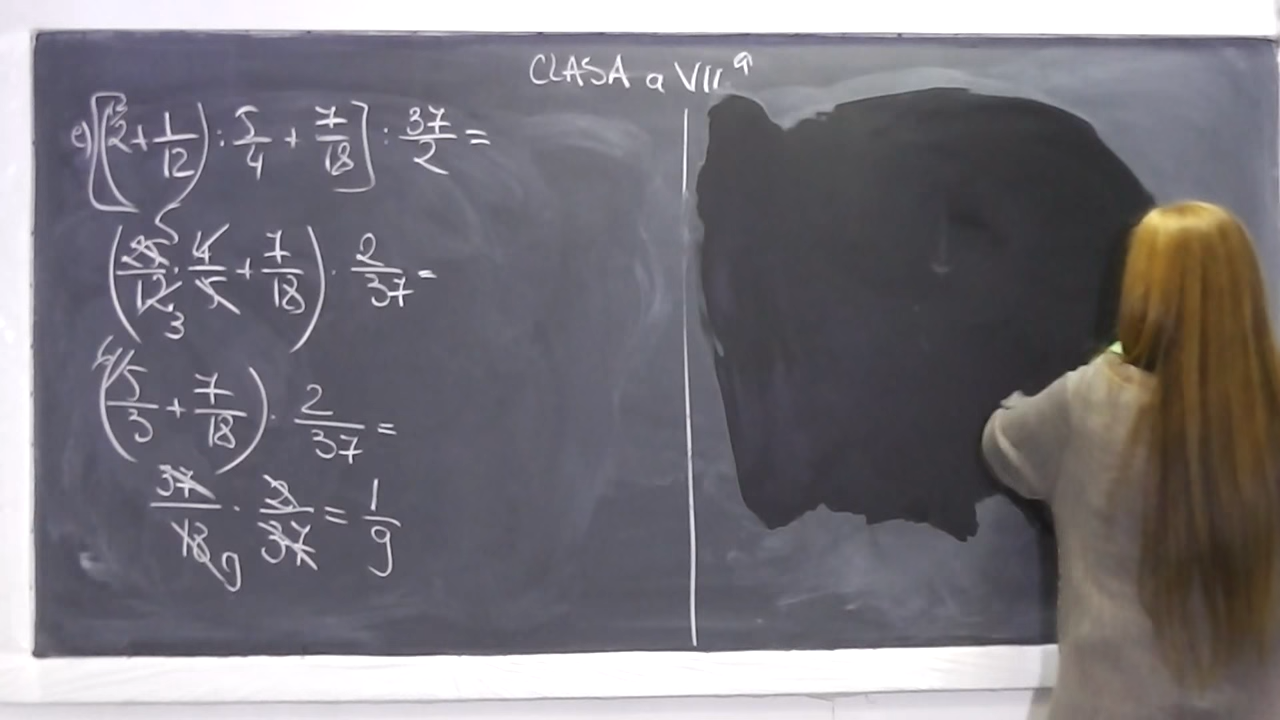 CLASA a VII a
e) [(2 + 1/12) : 5/4 + 7/18] : 37/2 =
(25/12 · 4/5 + 7/18) · 2/37 =
(5/3 + 7/18) · 2/37 =
37/18 · 2/37 = 1/9